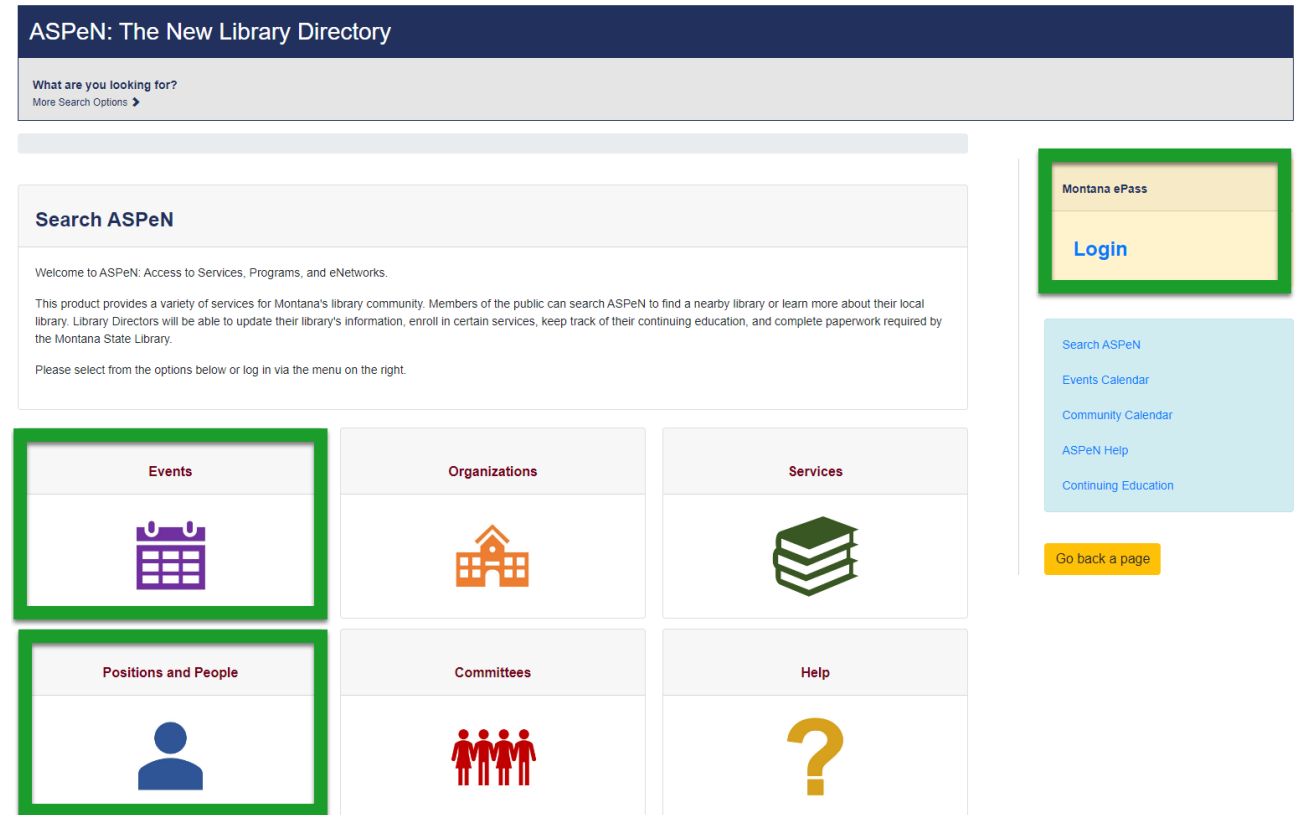 ASPeN: The New Library Directory
What are you looking for?
More Search Options
Search ASPeN
Welcome to ASPeN: Access to Services, Programs, and eNetworks.
This product provides a variety of services for Montana's library community. Members of the public can search ASPeN to find a nearby library or learn more about their local
library. Library Directors will be able to update their library's information, enroll in certain services, keep track of their continuing education, and complete paperwork required by
the Montana State Library.
Please select from the options below or log in via the menu on the right.
Events
Organizations
Services
Positions and People
Committees
Help
Montana ePass
Login
Search ASPeN
Events Calendar
Community Calendar
ASPeN Help
Continuing Education
Go back a page